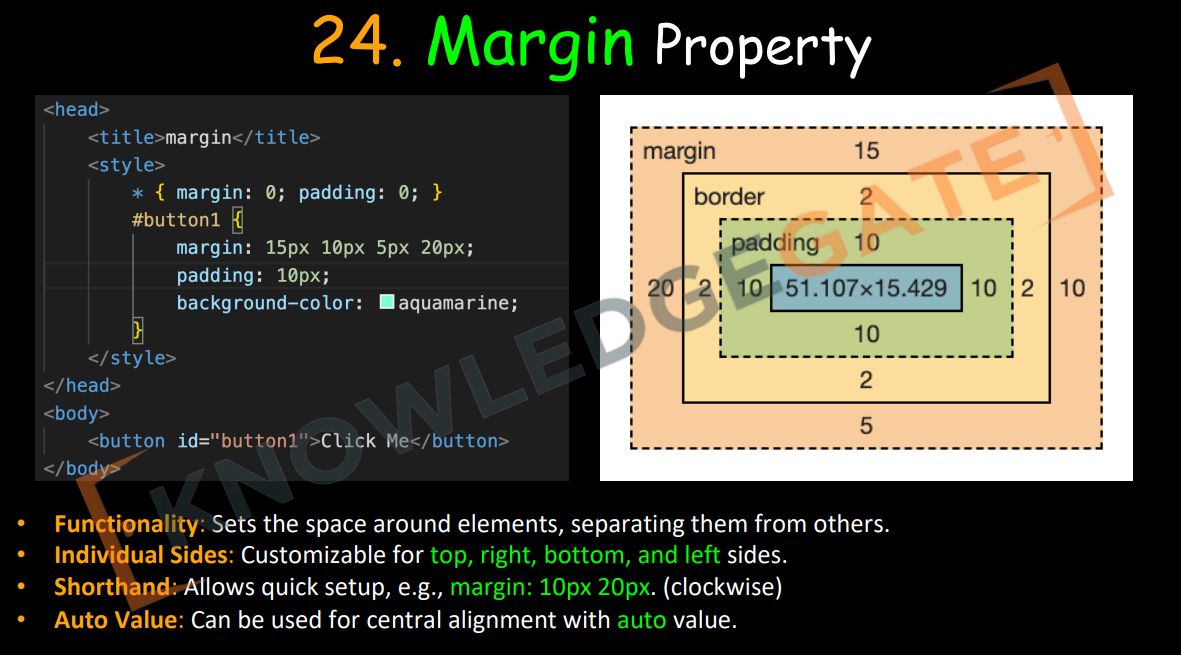 24. Margin Property
<head>
<title>margin</title>
<style>
* { margin: 0; padding: 0; }
#button1 {
margin: 15px 10px 5px 20px;
padding: 10px;
background-color: aquamarine;
}
</style>
</head>
<body>
<button id="button1">Click Me</button>
</body>
margin 15
border 2
padding 10
20 2 10 51.107×15.429 10 2 10
10
2
5
KNOWLEDGEGATE
• Functionality: Sets the space around elements, separating them from others.
• Individual Sides: Customizable for top, right, bottom, and left sides.
• Shorthand: Allows quick setup, e.g., margin: 10px 20px. (clockwise)
• Auto Value: Can be used for central alignment with auto value.